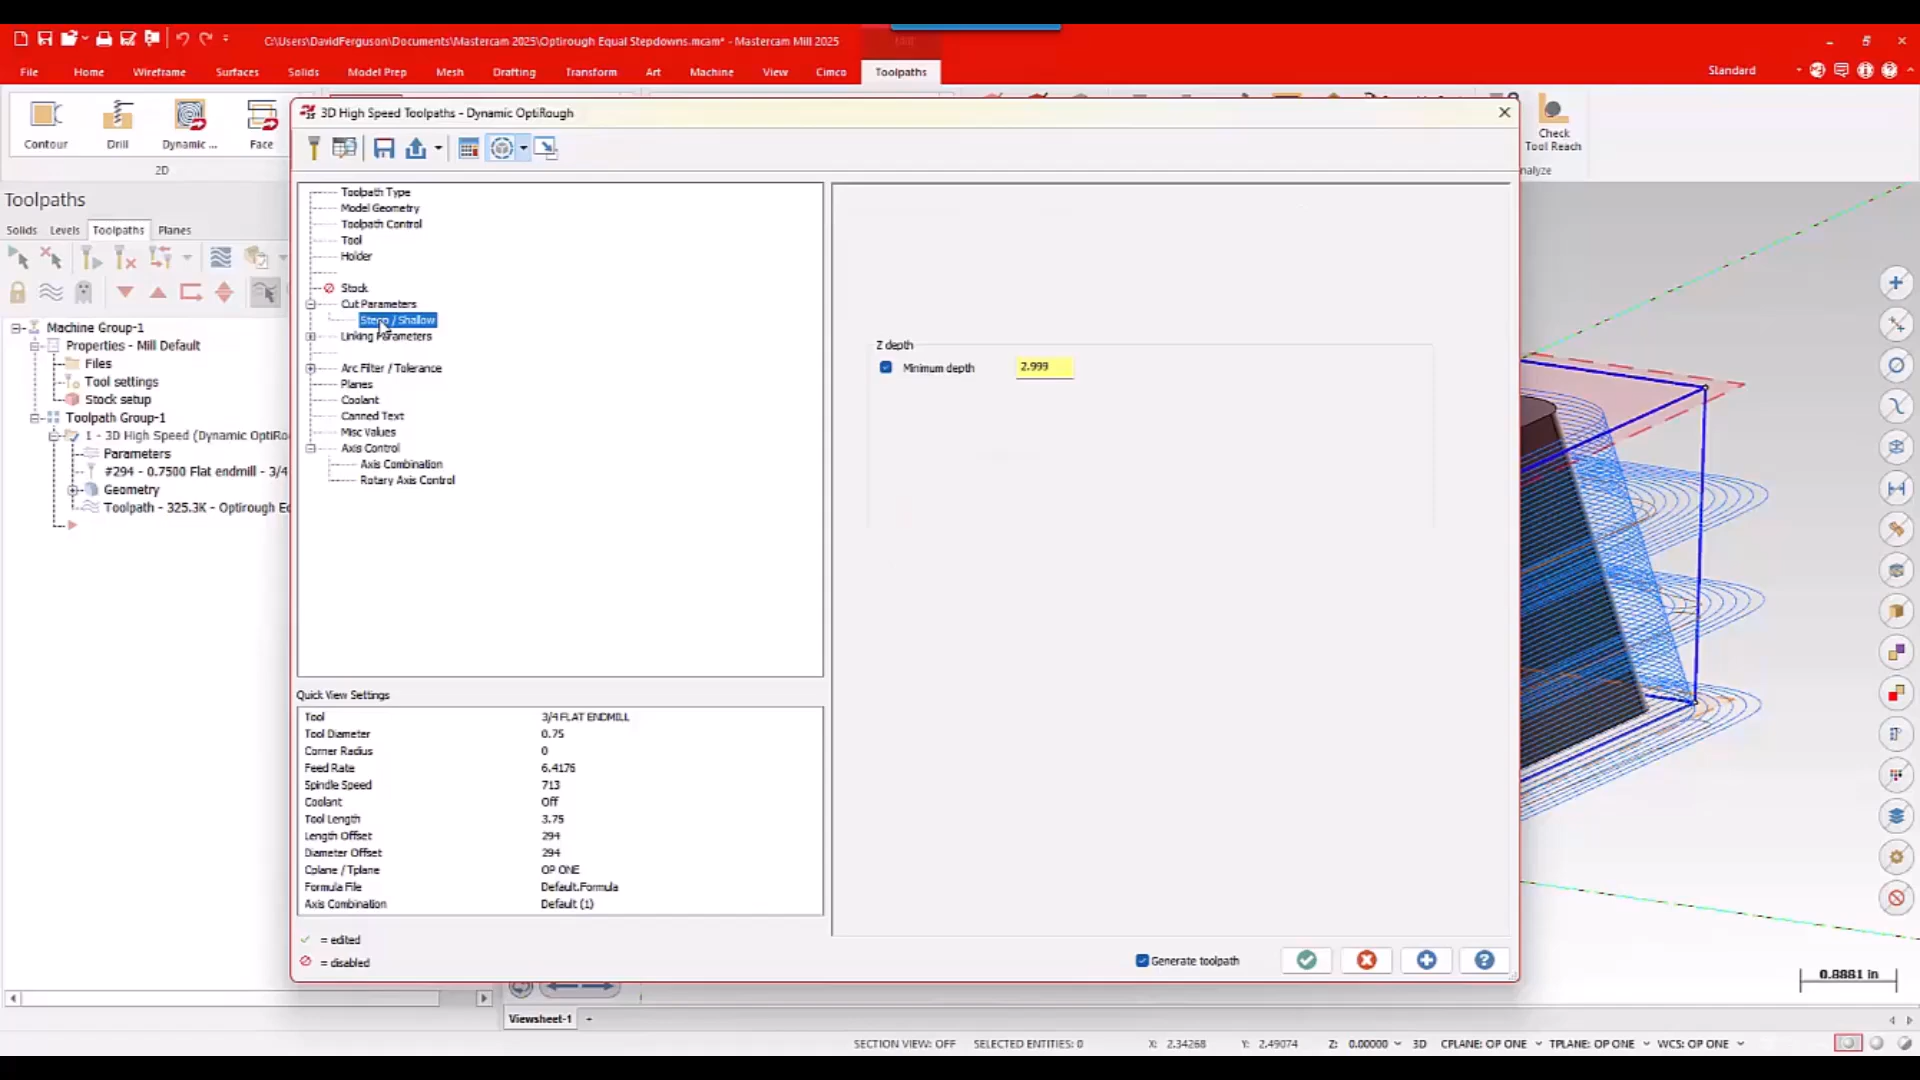 C:\Users\DavidFerguson\Documents\Mastercam 2025\Optirough Equal Stepdowns.mcam* - Mastercam Mill 2025
File Home Wireframe Surfaces Solids Model Prep Mesh Drafting Transform Art Machine View Cimco Toolpaths
Standard
Contour Drill Dynamic ... Face
2D
Check
Tool Reach
nalyze
3D High Speed Toolpaths - Dynamic OptiRough
Toolpaths
Solids Levels Toolpaths Planes
Machine Group-1
Properties - Mill Default
Files
Tool settings
Stock setup
Toolpath Group-1
1 - 3D High Speed (Dynamic OptiRo
Parameters
#294 - 0.7500 Flat endmill - 3/4
Geometry
Toolpath - 325.3K - Optirough Ec
Toolpath Type
Model Geometry
Toolpath Control
Tool
Holder
Stock
Cut Parameters
Steep / Shallow
Linking Parameters
Arc Filter / Tolerance
Planes
Coolant
Canned Text
Misc Values
Axis Control
Axis Combination
Rotary Axis Control
Z depth
Minimum depth 2.999
Quick View Settings
Tool 3/4 FLAT ENDMILL
Tool Diameter 0.75
Corner Radius 0
Feed Rate 6.4176
Spindle Speed 713
Coolant Off
Tool Length 3.75
Length Offset 294
Diameter Offset 294
Cplane / Tplane OP ONE
Formula File Default.Formula
Axis Combination Default (1)
= edited
= disabled
Generate toolpath
0.8881 in
Viewsheet-1 +
SECTION VIEW: OFF SELECTED ENTITIES: 0 X: 2.34268 Y: 2.49074 Z: 0.00000 3D CPLANE: OP ONE TPLANE: OP ONE WCS: OP ONE